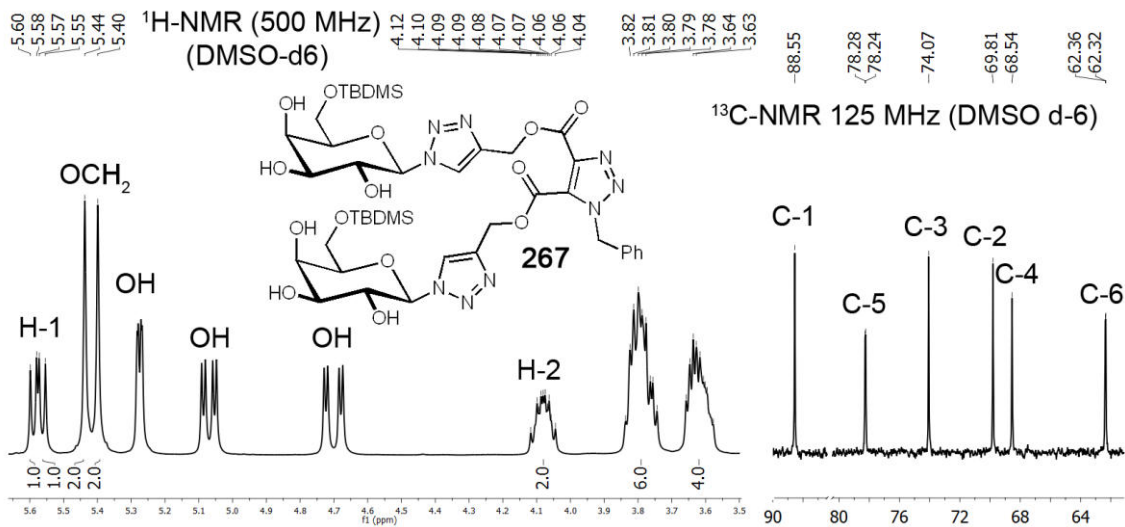 5.60 5.58 5.57 5.55 5.44 5.40
¹H-NMR (500 MHz)
(DMSO-d6)
4.12 4.10 4.09 4.09 4.08 4.07 4.07 4.06 4.06 4.04
3.82 3.81 3.80 3.79 3.78 3.64 3.63
88.55 78.28 78.24 74.07 69.81 68.54 62.36 62.32
¹³C-NMR 125 MHz (DMSO d-6)
OTBDMS
HO
O
HO
OH
N N N
O
O
O
O
N
N
N
Ph
OTBDMS
HO
O
HO
OH
N N N
O
267
OCH₂
OH
H-1
OH
OH
H-2
C-1
C-5
C-3
C-2
C-4
C-6
1.0 1.0 2.0 2.0 2.0 6.0 4.0
5.6 5.5 5.4 5.3 5.2 5.1 5.0 4.9 4.8 4.7 4.6 4.5 4.4 4.3 4.2 4.1 4.0 3.9 3.8 3.7 3.6 3.5
f1 (ppm)
90 80 76 72 68 64